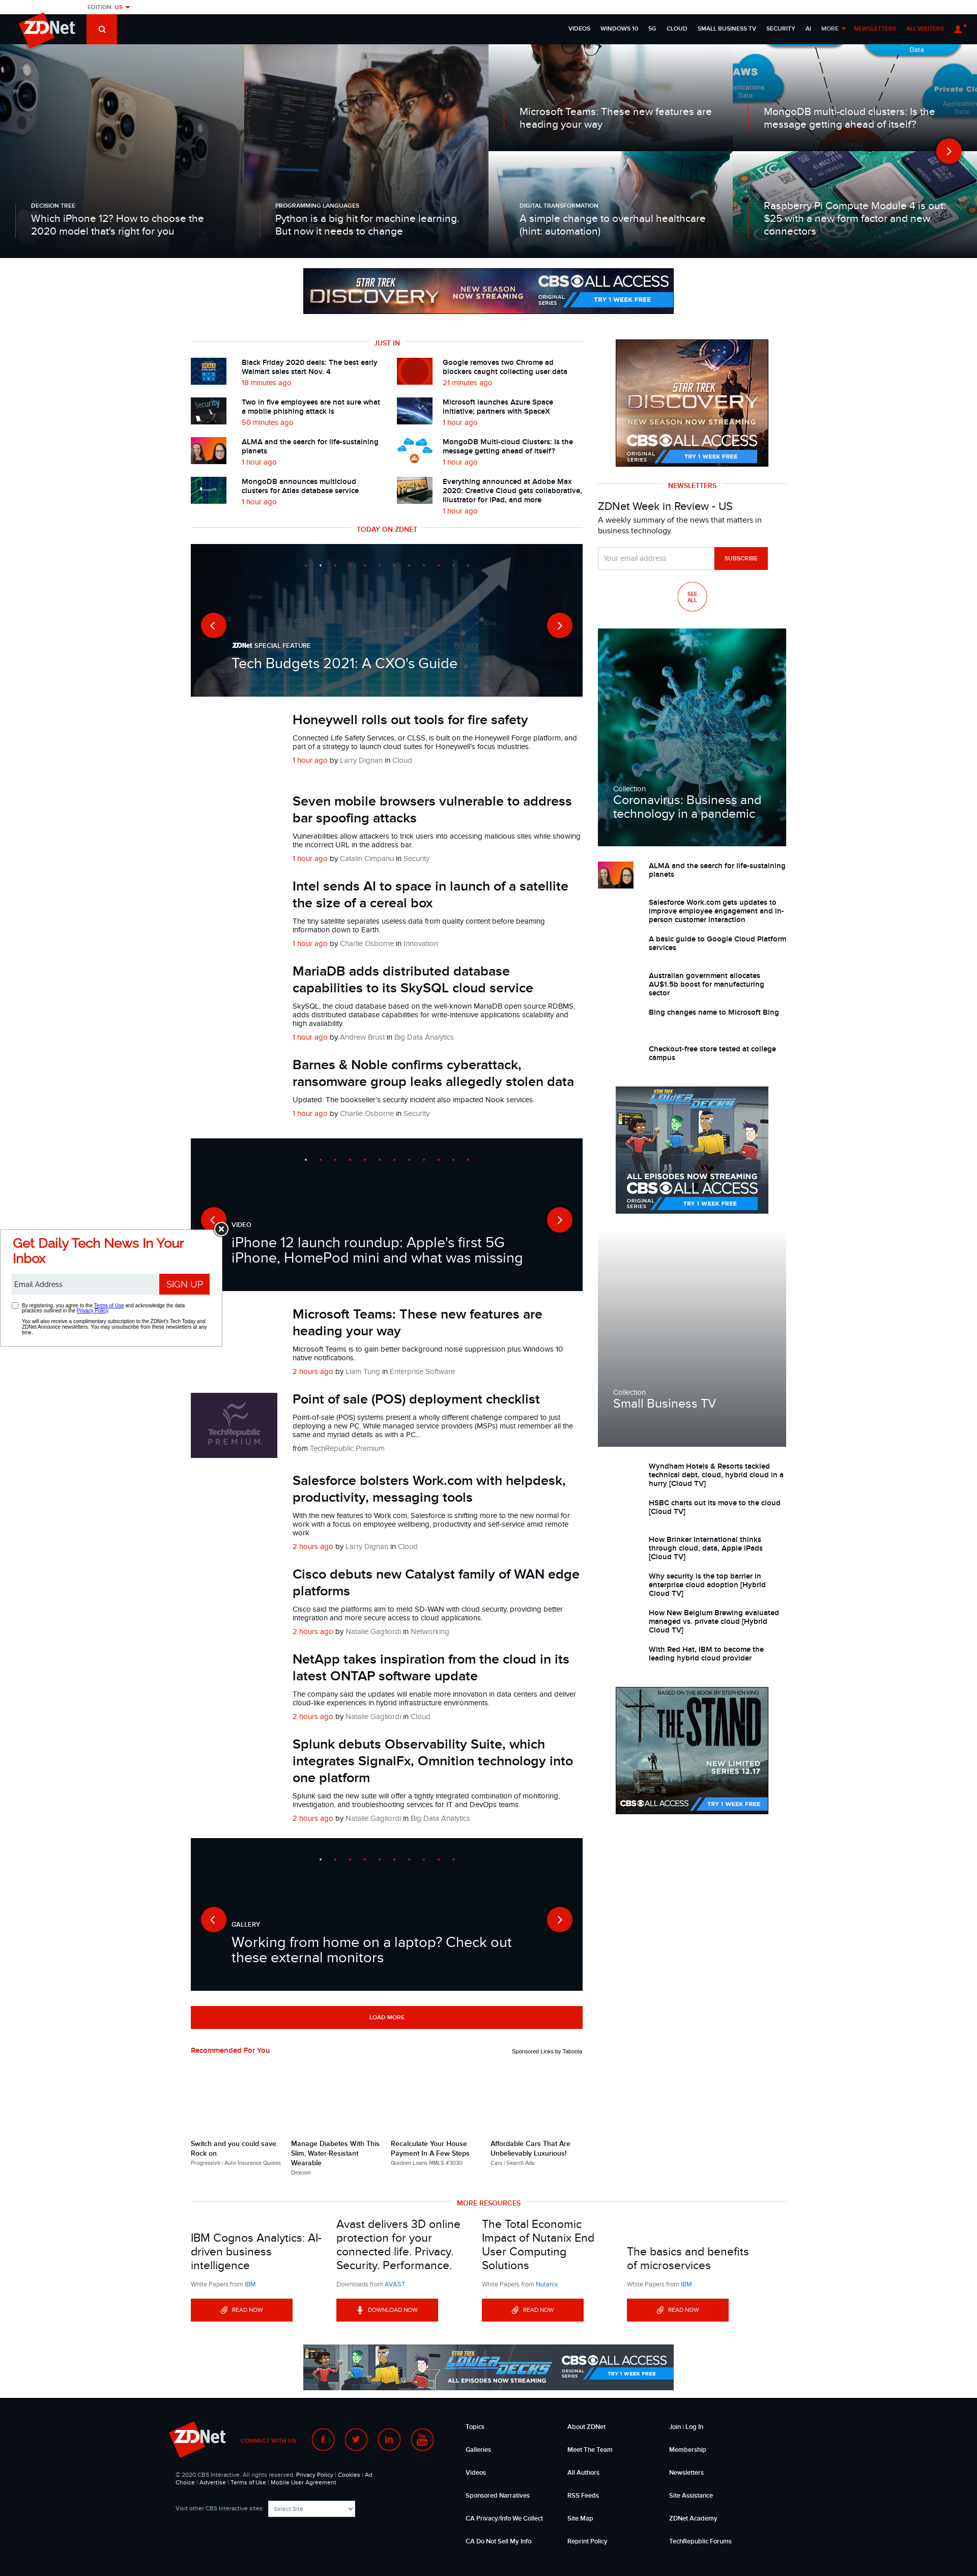 EDITION: US
ZDNet
VIDEOS WINDOWS 10 5G CLOUD SMALL BUSINESS TV SECURITY AI MORE NEWSLETTERS ALL WRITERS
DECISION TREE
Which iPhone 12? How to choose the
2020 model that's right for you
PROGRAMMING LANGUAGES
Python is a big hit for machine learning.
But now it needs to change
Microsoft Teams: These new features are
heading your way
Data
AWS
Applications
Data
Private Clo
Application
Data
MongoDB multi-cloud clusters: Is the
message getting ahead of itself?
DIGITAL TRANSFORMATION
A simple change to overhaul healthcare
(hint: automation)
Raspberry Pi Compute Module 4 is out:
$25 with a new form factor and new
connectors
STAR TREK
DISCOVERY
NEW SEASON
NOW STREAMING
CBS ALL ACCESS
ORIGINAL
SERIES
TRY 1 WEEK FREE
JUST IN
Black Friday 2020 deals: The best early
Walmart sales start Nov. 4
18 minutes ago
Google removes two Chrome ad
blockers caught collecting user data
21 minutes ago
Two in five employees are not sure what
a mobile phishing attack is
50 minutes ago
Microsoft launches Azure Space
initiative; partners with SpaceX
1 hour ago
ALMA and the search for life-sustaining
planets
1 hour ago
MongoDB Multi-cloud Clusters: Is the
message getting ahead of itself?
1 hour ago
MongoDB announces multicloud
clusters for Atlas database service
1 hour ago
Everything announced at Adobe Max
2020: Creative Cloud gets collaborative,
Illustrator for iPad, and more
1 hour ago
STAR TREK
DISCOVERY
NEW SEASON NOW STREAMING
CBS ALL ACCESS
ORIGINAL
SERIES
TRY 1 WEEK FREE
NEWSLETTERS
ZDNet Week in Review - US
A weekly summary of the news that matters in
business technology.
Your email address
SUBSCRIBE
SEE
ALL
TODAY ON ZDNET
ZDNet SPECIAL FEATURE
Tech Budgets 2021: A CXO's Guide
Honeywell rolls out tools for fire safety
Connected Life Safety Services, or CLSS, is built on the Honeywell Forge platform, and
part of a strategy to launch cloud suites for Honeywell's focus industries.
1 hour ago by Larry Dignan in Cloud
Seven mobile browsers vulnerable to address
bar spoofing attacks
Vulnerabilities allow attackers to trick users into accessing malicious sites while showing
the incorrect URL in the address bar.
1 hour ago by Catalin Cimpanu in Security
Intel sends AI to space in launch of a satellite
the size of a cereal box
The tiny satellite separates useless data from quality content before beaming
information down to Earth.
1 hour ago by Charlie Osborne in Innovation
MariaDB adds distributed database
capabilities to its SkySQL cloud service
SkySQL, the cloud database based on the well-known MariaDB open source RDBMS,
adds distributed database capabilities for write-intensive applications scalability and
high availability.
1 hour ago by Andrew Brust in Big Data Analytics
Barnes & Noble confirms cyberattack,
ransomware group leaks allegedly stolen data
Updated: The bookseller's security incident also impacted Nook services.
1 hour ago by Charlie Osborne in Security
Collection
Coronavirus: Business and
technology in a pandemic
ALMA and the search for life-sustaining
planets
Salesforce Work.com gets updates to
improve employee engagement and in-
person customer interaction
A basic guide to Google Cloud Platform
services
Australian government allocates
AU$1.5b boost for manufacturing
sector
Bing changes name to Microsoft Bing
Checkout-free store tested at college
campus
STAR TREK
LOWER DECKS
ALL EPISODES NOW STREAMING
CBS ALL ACCESS
ORIGINAL
SERIES
TRY 1 WEEK FREE
VIDEO
iPhone 12 launch roundup: Apple's first 5G
iPhone, HomePod mini and what was missing
Get Daily Tech News In Your
Inbox
Email Address
SIGN UP
By registering, you agree to the Terms of Use and acknowledge the data
practices outlined in the Privacy Policy.
You will also receive a complimentary subscription to the ZDNet's Tech Today and
ZDNet Announce newsletters. You may unsubscribe from these newsletters at any
time.
Microsoft Teams: These new features are
heading your way
Microsoft Teams is to gain better background noise suppression plus Windows 10
native notifications.
2 hours ago by Liam Tung in Enterprise Software
TechRepublic
PREMIUM.
Point of sale (POS) deployment checklist
Point-of-sale (POS) systems present a wholly different challenge compared to just
deploying a new PC. While managed service providers (MSPs) must remember all the
same and myriad details as with a PC...
from TechRepublic Premium
Salesforce bolsters Work.com with helpdesk,
productivity, messaging tools
With the new features to Work.com, Salesforce is shifting more to the new normal for
work with a focus on employee wellbeing, productivity and self-service amid remote
work
2 hours ago by Larry Dignan in Cloud
Cisco debuts new Catalyst family of WAN edge
platforms
Cisco said the platforms aim to meld SD-WAN with cloud security, providing better
integration and more secure access to cloud applications.
2 hours ago by Natalie Gagliordi in Networking
NetApp takes inspiration from the cloud in its
latest ONTAP software update
The company said the updates will enable more innovation in data centers and deliver
cloud-like experiences in hybrid infrastructure environments.
2 hours ago by Natalie Gagliordi in Cloud
Splunk debuts Observability Suite, which
integrates SignalFx, Omnition technology into
one platform
Splunk said the new suite will offer a tightly integrated combination of monitoring,
investigation, and troubleshooting services for IT and DevOps teams.
2 hours ago by Natalie Gagliordi in Big Data Analytics
Collection
Small Business TV
Wyndham Hotels & Resorts tackled
technical debt, cloud, hybrid cloud in a
hurry [Cloud TV]
HSBC charts out its move to the cloud
[Cloud TV]
How Brinker International thinks
through cloud, data, Apple iPads
[Cloud TV]
Why security is the top barrier in
enterprise cloud adoption [Hybrid
Cloud TV]
How New Belgium Brewing evaluated
managed vs. private cloud [Hybrid
Cloud TV]
With Red Hat, IBM to become the
leading hybrid cloud provider
BASED ON THE BOOK BY STEPHEN KING
THE STAND
NEW LIMITED
SERIES 12.17
CBS ALL ACCESS
TRY 1 WEEK FREE
GALLERY
Working from home on a laptop? Check out
these external monitors
LOAD MORE
Recommended For You
Sponsored Links by Taboola
Switch and you could save.
Rock on.
Progressive | Auto Insurance Quotes
Manage Diabetes With This
Slim, Water-Resistant
Wearable
Dexcom
Recalculate Your House
Payment In A Few Steps
Quicken Loans NMLS #3030
Affordable Cars That Are
Unbelievably Luxurious!
Cars | Search Ads
MORE RESOURCES
IBM Cognos Analytics: AI-
driven business
intelligence
White Papers from IBM
READ NOW
Avast delivers 3D online
protection for your
connected life. Privacy.
Security. Performance.
Downloads from AVAST
DOWNLOAD NOW
The Total Economic
Impact of Nutanix End
User Computing
Solutions
White Papers from Nutanix
READ NOW
The basics and benefits
of microservices
White Papers from IBM
READ NOW
STAR TREK
LOWER DECKS
ALL EPISODES NOW STREAMING
CBS ALL ACCESS
ORIGINAL
SERIES
TRY 1 WEEK FREE
ZDNet
CONNECT WITH US
© 2020 CBS Interactive. All rights reserved. Privacy Policy | Cookies | Ad
Choice | Advertise | Terms of Use | Mobile User Agreement
Visit other CBS Interactive sites: Select Site
Topics
Galleries
Videos
Sponsored Narratives
CA Privacy/Info We Collect
CA Do Not Sell My Info
About ZDNet
Meet The Team
All Authors
RSS Feeds
Site Map
Reprint Policy
Join | Log In
Membership
Newsletters
Site Assistance
ZDNet Academy
TechRepublic Forums